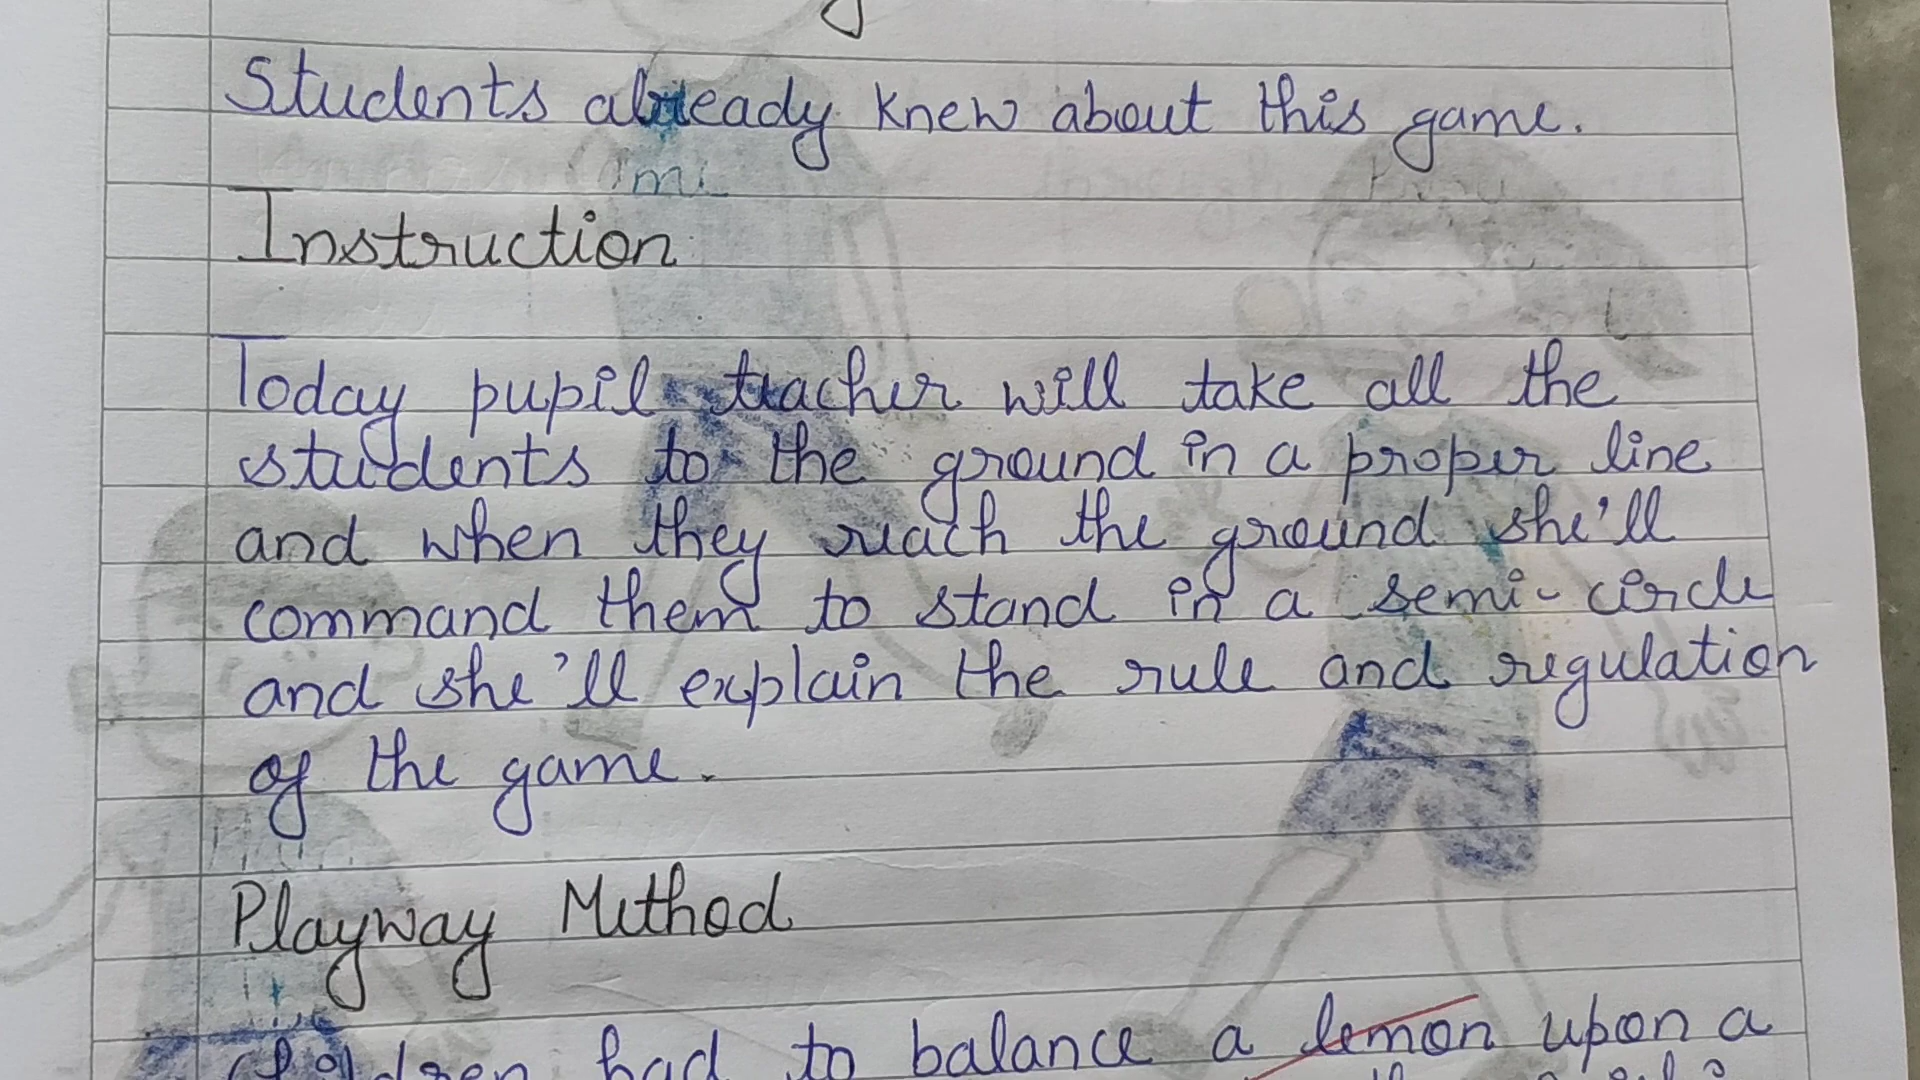 Students already knew about this game.
Instruction
Today pupil teacher will take all the
students to the ground in a proper line
and when they reach the ground she'll
command them to stand in a semi-circle
and she'll explain the rule and regulation
of the game.
Playway Method
Children had to balance a lemon upon a